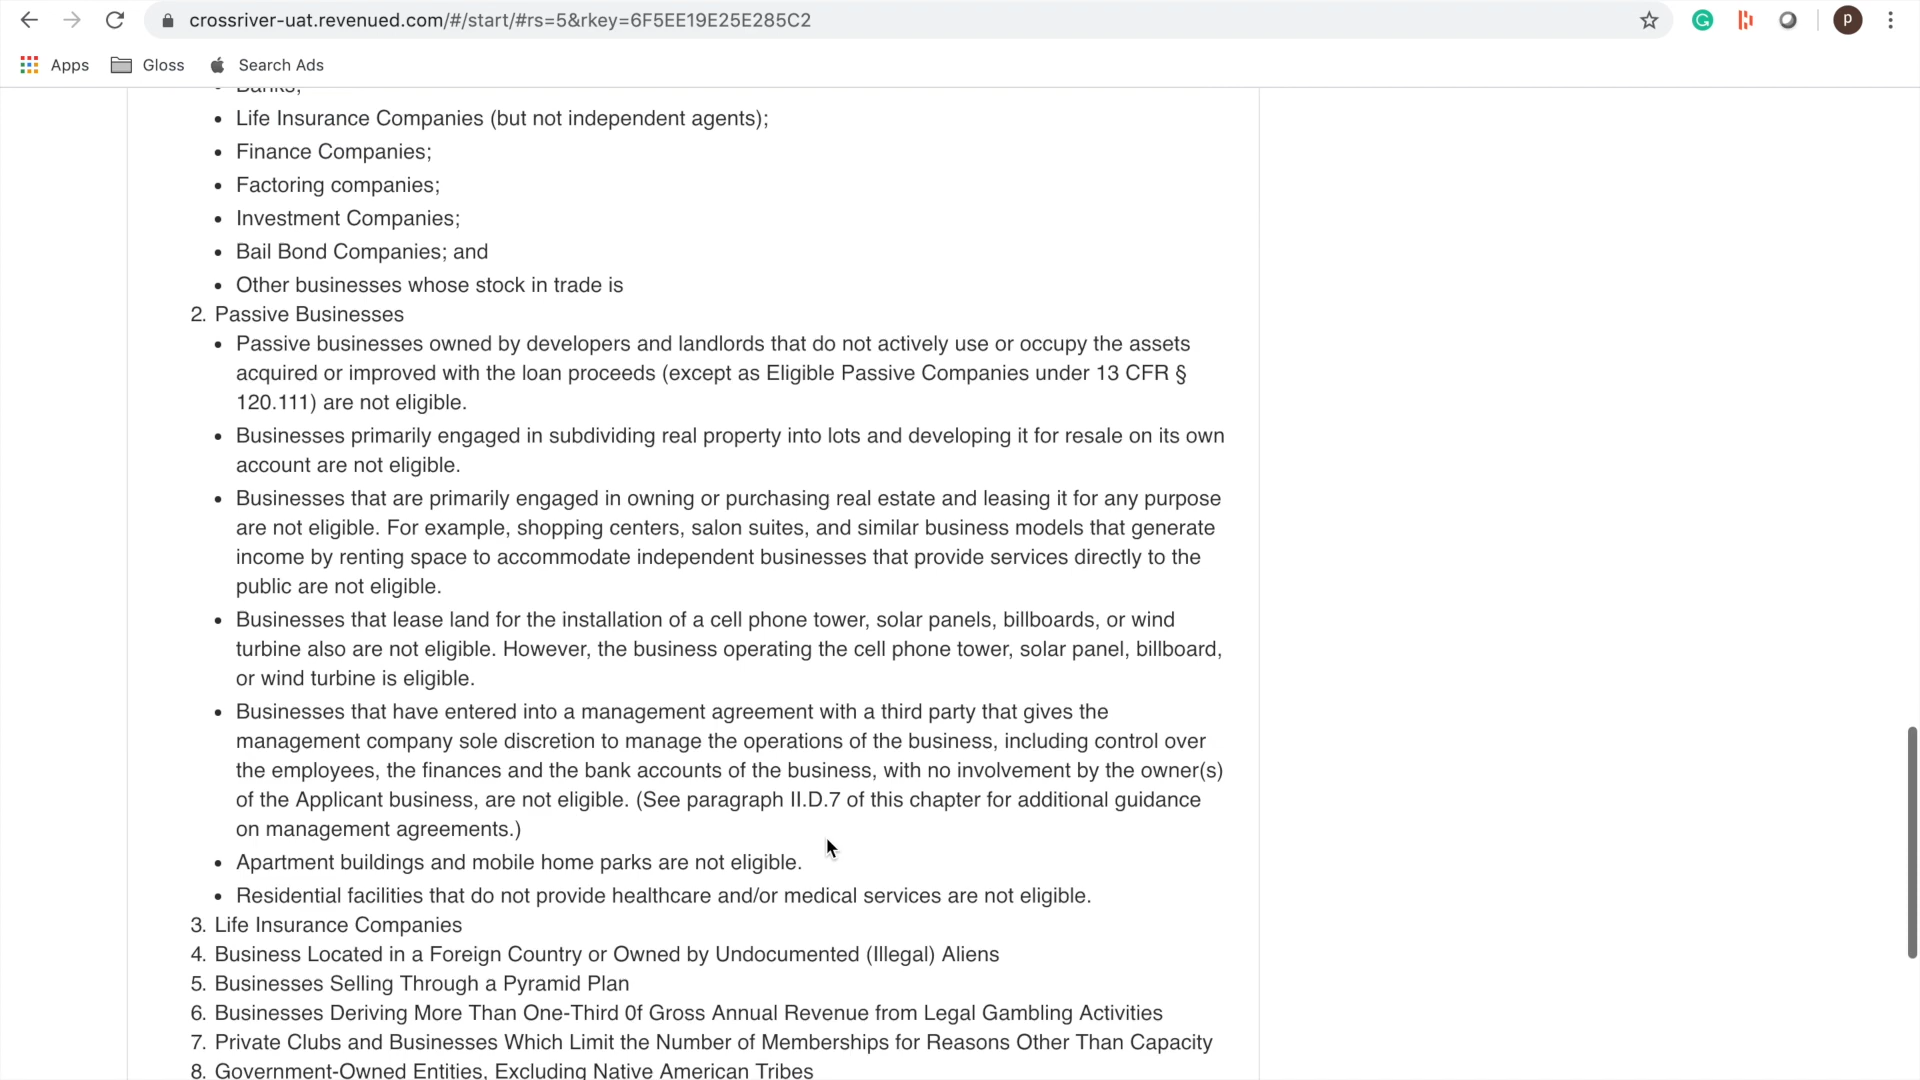 crossriver-uat.revenued.com/#/start/#rs=5&rkey=6F5EE19E25E285C2
P
Apps Gloss Search Ads
Banks;
Life Insurance Companies (but not independent agents);
Finance Companies;
Factoring companies;
Investment Companies;
Bail Bond Companies; and
Other businesses whose stock in trade is
2. Passive Businesses
Passive businesses owned by developers and landlords that do not actively use or occupy the assets
acquired or improved with the loan proceeds (except as Eligible Passive Companies under 13 CFR §
120.111) are not eligible.
Businesses primarily engaged in subdividing real property into lots and developing it for resale on its own
account are not eligible.
Businesses that are primarily engaged in owning or purchasing real estate and leasing it for any purpose
are not eligible. For example, shopping centers, salon suites, and similar business models that generate
income by renting space to accommodate independent businesses that provide services directly to the
public are not eligible.
Businesses that lease land for the installation of a cell phone tower, solar panels, billboards, or wind
turbine also are not eligible. However, the business operating the cell phone tower, solar panel, billboard,
or wind turbine is eligible.
Businesses that have entered into a management agreement with a third party that gives the
management company sole discretion to manage the operations of the business, including control over
the employees, the finances and the bank accounts of the business, with no involvement by the owner(s)
of the Applicant business, are not eligible. (See paragraph II.D.7 of this chapter for additional guidance
on management agreements.)
Apartment buildings and mobile home parks are not eligible.
Residential facilities that do not provide healthcare and/or medical services are not eligible.
3. Life Insurance Companies
4. Business Located in a Foreign Country or Owned by Undocumented (Illegal) Aliens
5. Businesses Selling Through a Pyramid Plan
6. Businesses Deriving More Than One-Third 0f Gross Annual Revenue from Legal Gambling Activities
7. Private Clubs and Businesses Which Limit the Number of Memberships for Reasons Other Than Capacity
8. Government-Owned Entities, Excluding Native American Tribes